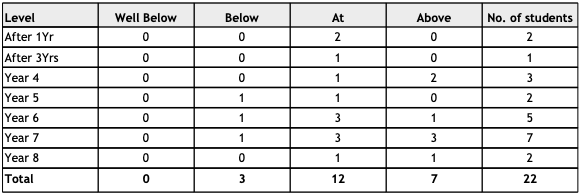 Level Well Below Below At Above No. of students
After 1Yr 0 0 2 0 2
After 3Yrs 0 0 1 0 1
Year 4 0 0 1 2 3
Year 5 0 1 1 0 2
Year 6 0 1 3 1 5
Year 7 0 1 3 3 7
Year 8 0 0 1 1 2
Total 0 3 12 7 22